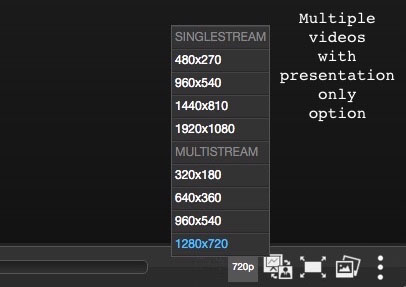 SINGLESTREAM
480x270
960x540
1440x810
1920x1080
MULTISTREAM
320x180
640x360
960x540
1280x720
720p
Multiple
videos
with
presentation
only
option